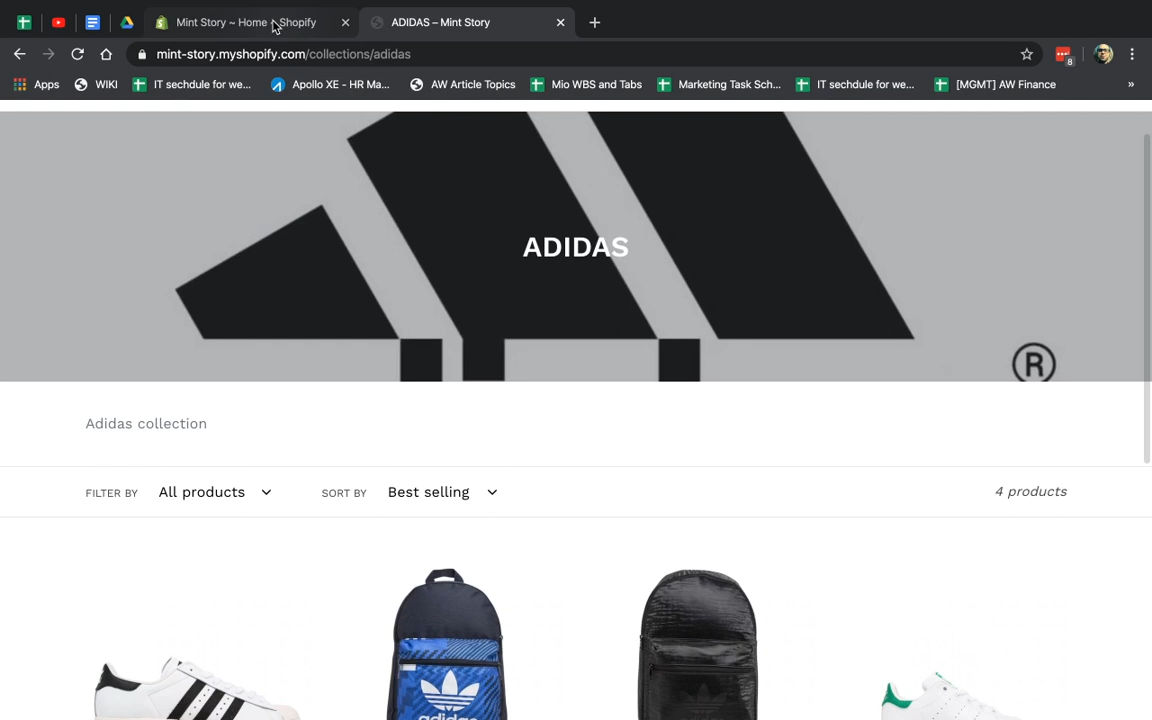 Mint Story ~ Home ~ Shopify
ADIDAS – Mint Story
mint-story.myshopify.com/collections/adidas
8
Apps
WIKI
IT sechdule for we...
Apollo XE - HR Ma...
AW Article Topics
Mio WBS and Tabs
Marketing Task Sch...
IT sechdule for we...
[MGMT] AW Finance
»
ADIDAS
®
Adidas collection
FILTER BY All products
SORT BY Best selling
4 products
adidas